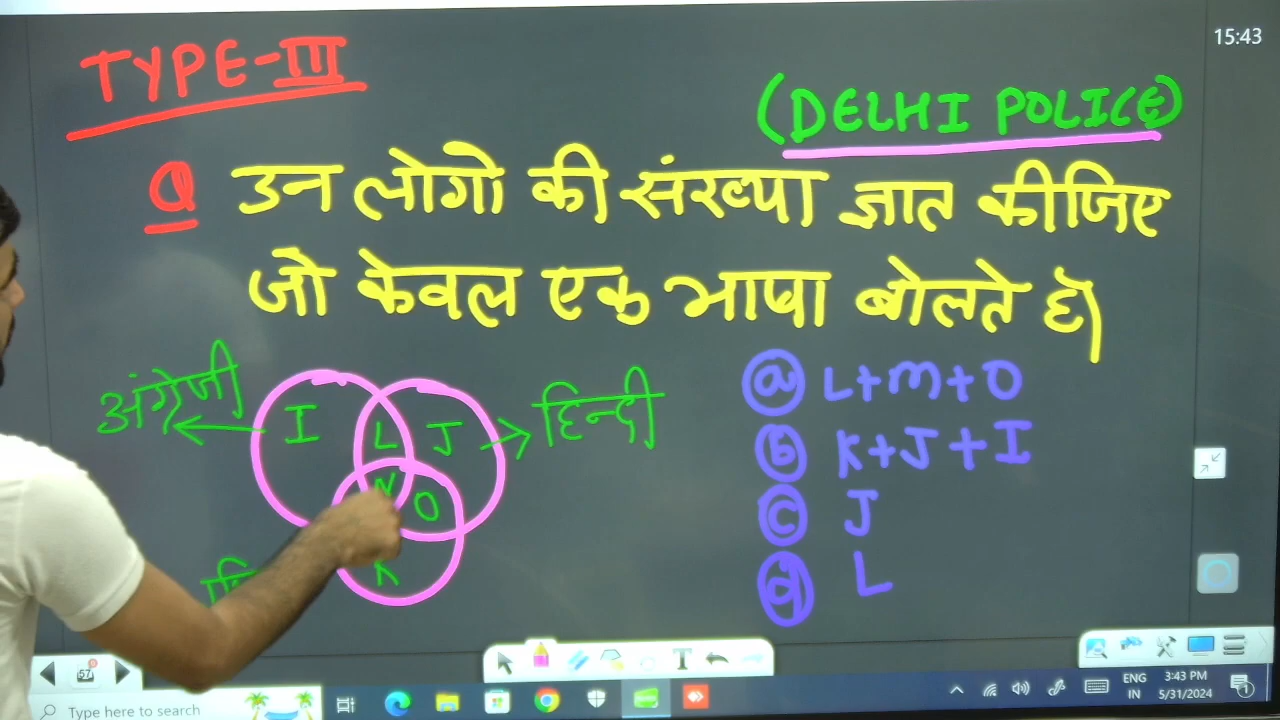 15:43
TYPE-III
(DELHI POLICE)
Q उन लोगो की संख्या ज्ञात कीजिए
जो केवल एक भाषा बोलते हो।
अंग्रेजी
I
L
J
हिन्दी
N
O
K
(a) L+M+O
(b) K+J+I
(c) J
(d) L
57
Type here to search
ENG
IN
3:43 PM
5/31/2024